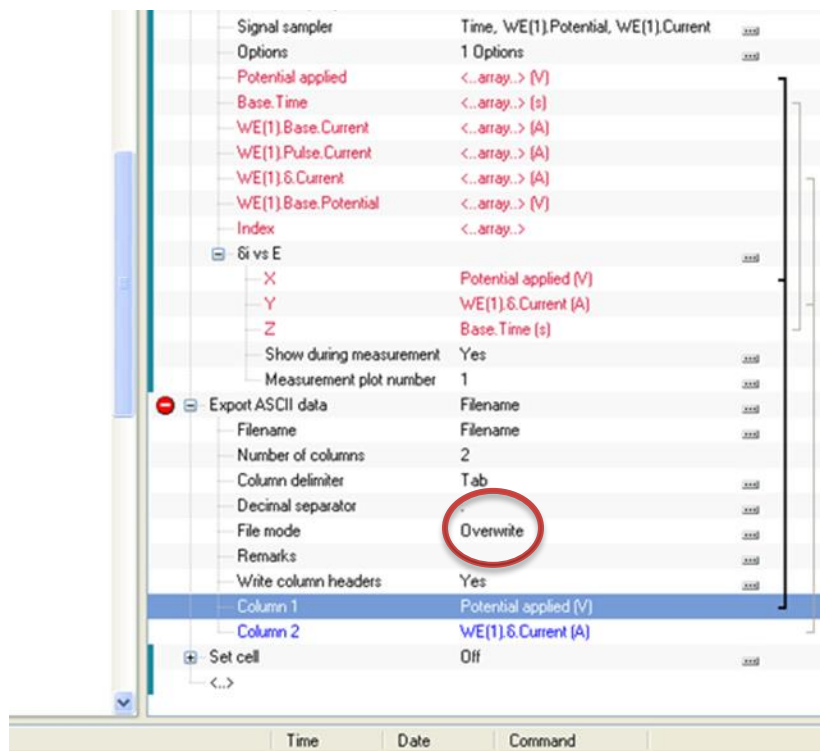 Signal sampler Time, WE(1).Potential, WE(1).Current ...
Options 1 Options ...
Potential applied <..array..> (V)
Base.Time <..array..> (s)
WE(1).Base.Current <..array..> (A)
WE(1).Pulse.Current <..array..> (A)
WE(1).δ.Current <..array..> (A)
WE(1).Base.Potential <..array..> (V)
Index <..array..>
δi vs E ...
X Potential applied (V)
Y WE(1).δ.Current (A)
Z Base.Time (s)
Show during measurement Yes ...
Measurement plot number 1 ...
Export ASCII data Filename ...
Filename Filename ...
Number of columns 2
Column delimiter Tab ...
Decimal separator . ...
File mode Overwrite ...
Remarks ...
Write column headers Yes ...
Column 1 Potential applied (V)
Column 2 WE(1).δ.Current (A)
Set cell Off ...
<..>
Time Date Command